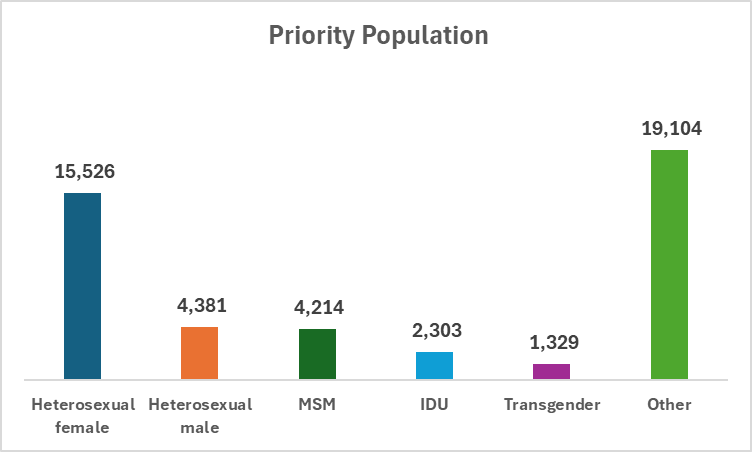 Priority Population
19,104
15,526
4,381
4,214
2,303
1,329
Heterosexual female
Heterosexual male
MSM
IDU
Transgender
Other